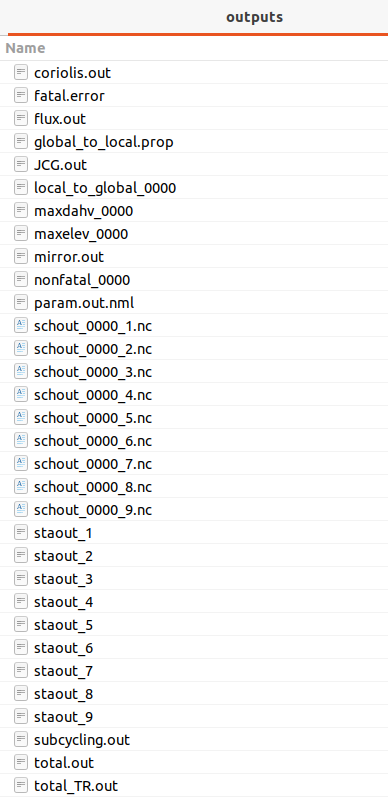 outputs
Name
coriolis.out
fatal.error
flux.out
global_to_local.prop
JCG.out
local_to_global_0000
maxdahv_0000
maxelev_0000
mirror.out
nonfatal_0000
param.out.nml
schout_0000_1.nc
schout_0000_2.nc
schout_0000_3.nc
schout_0000_4.nc
schout_0000_5.nc
schout_0000_6.nc
schout_0000_7.nc
schout_0000_8.nc
schout_0000_9.nc
staout_1
staout_2
staout_3
staout_4
staout_5
staout_6
staout_7
staout_8
staout_9
subcycling.out
total.out
total_TR.out